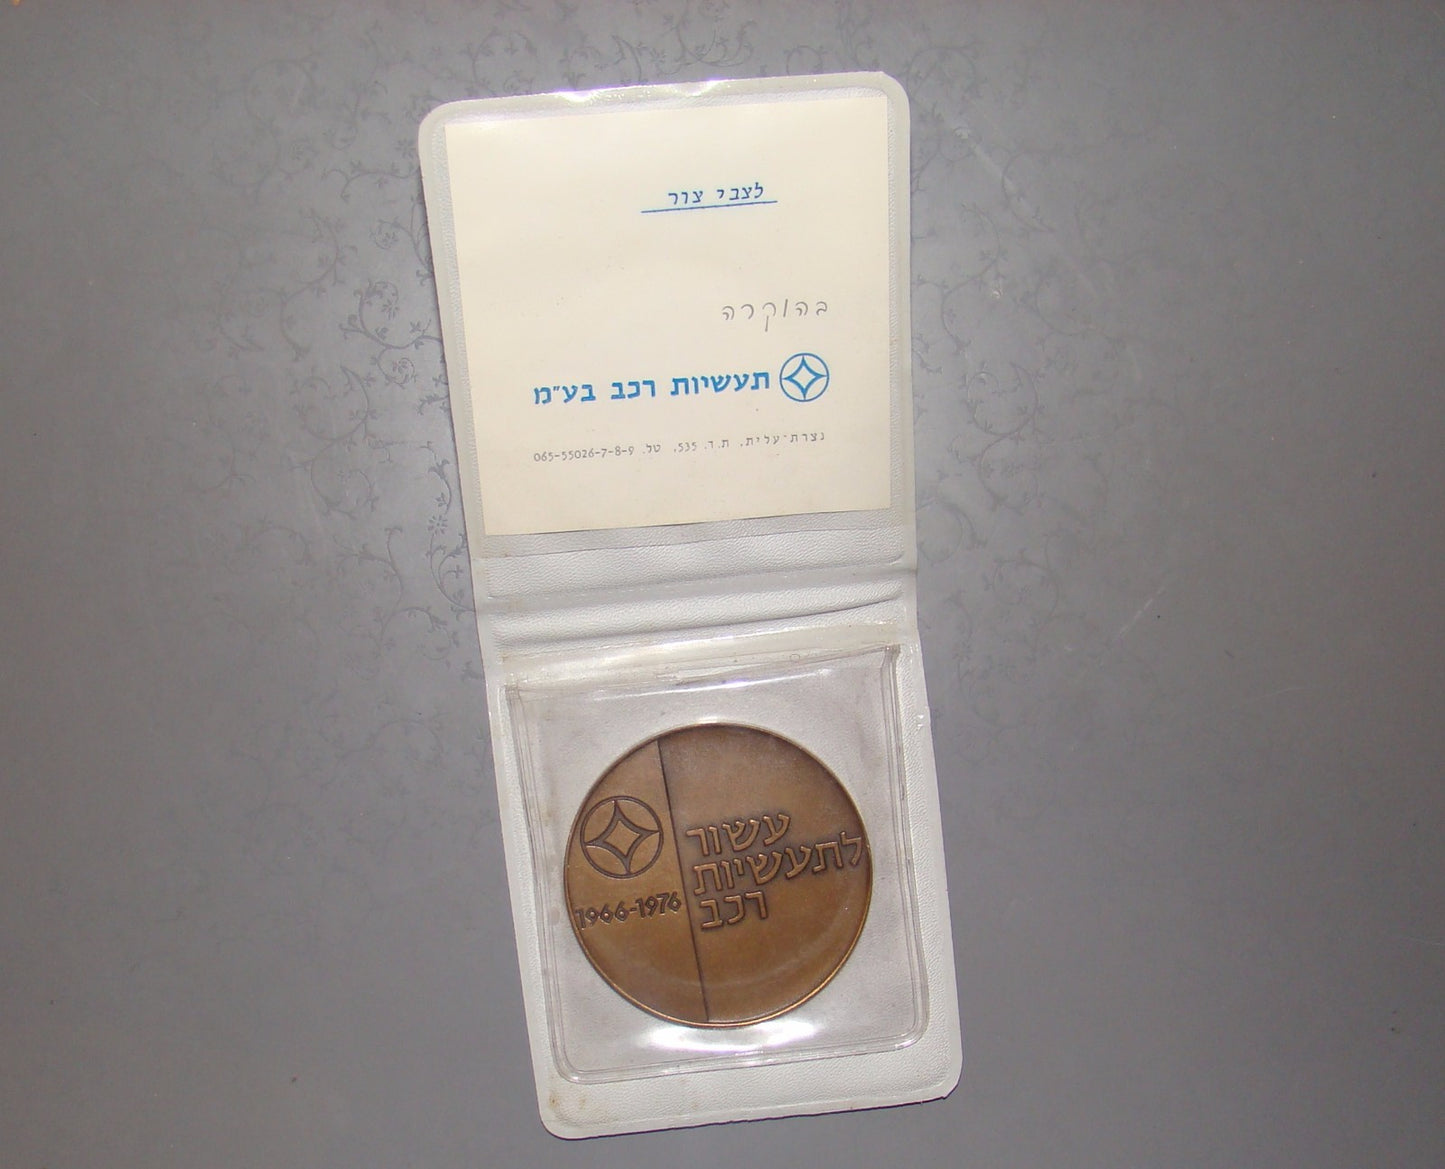 לצבי צור
בהוקרה
תעשיות רכב בע"מ
נצרת-עלית, ת.ד. 535, טל. 065-55026-7-8-9
עשור
לתעשיות
רכב
1966-1976